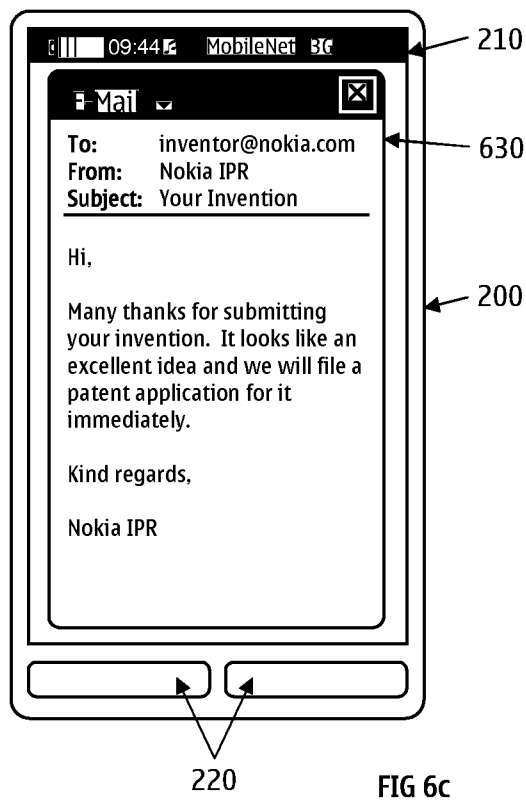 09:44 MobileNet 3G
210
E-Mail
630
To: inventor@nokia.com
From: Nokia IPR
Subject: Your Invention
Hi,
200
Many thanks for submitting
your invention. It looks like an
excellent idea and we will file a
patent application for it
immediately.
Kind regards,
Nokia IPR
220
FIG 6c